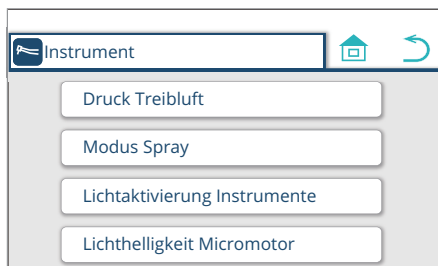 Instrument
Druck Treibluft
Modus Spray
Lichtaktivierung Instrumente
Lichthelligkeit Micromotor